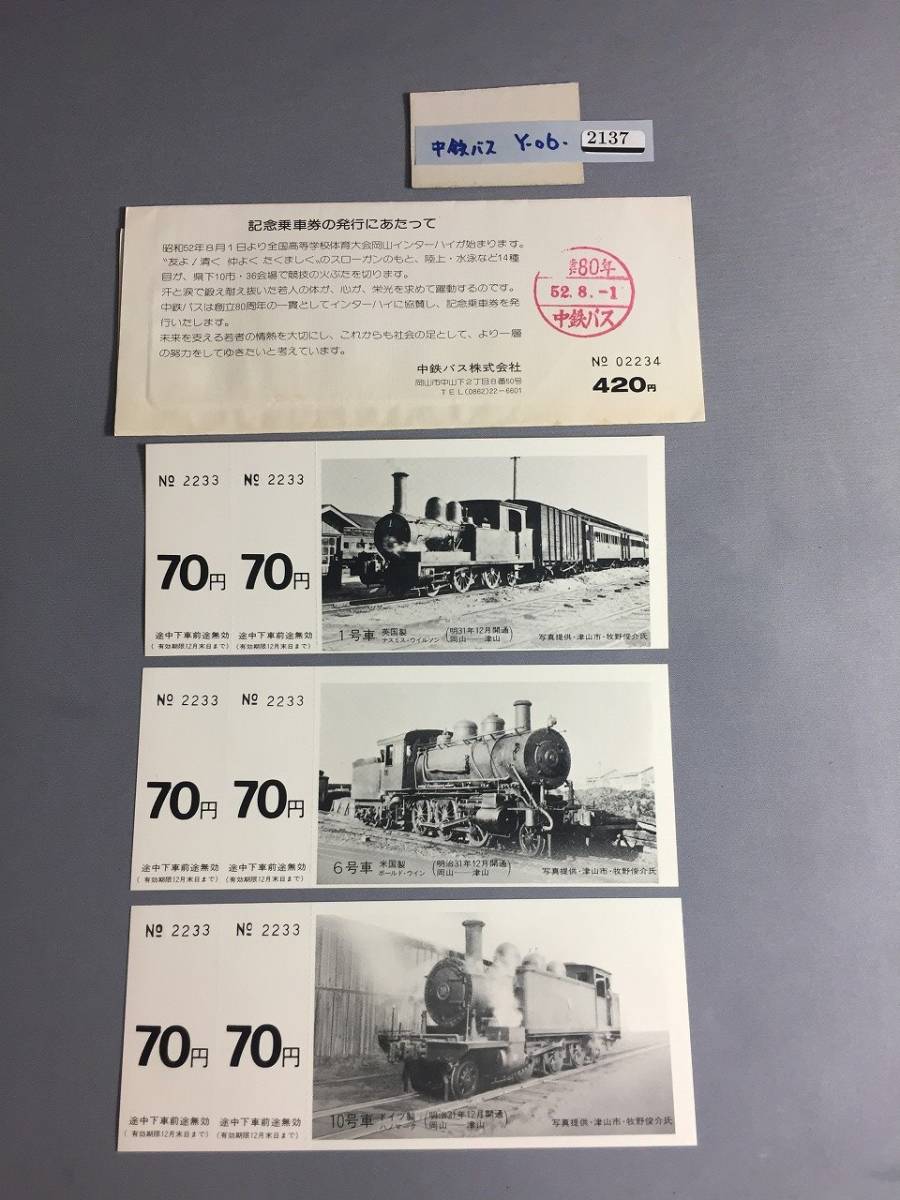 中鉄バス Y-06- 2137
記念乗車券の発行にあたって
昭和52年8月1日より全国高等学校体育大会岡山インターハイが始まります。
“友よ!清く 仲よく たくましく”のスローガンのもと、陸上・水泳など14種
目が、県下10市・36会場で競技の火ぶたを切ります。
汗と涙で鍛え耐え抜いた若人の体が、心が、栄光を求めて躍動するのです。
中鉄バスは創立80周年の一貫としてインターハイに協賛し、記念乗車券を発
行いたします。
未来を支える若者の情熱を大切にし、これからも社会の足として、より一層
の努力をしてゆきたいと考えています。
中鉄バス株式会社
岡山市中山下2丁目8番50号
TEL(0862)22-6601
80年
52.8.-1
中鉄バス
№ 02234
420円
№ 2233 № 2233
70円 70円
途中下車前途無効 途中下車前途無効
(有効期限12月末日まで) (有効期限12月末日まで)
1号車 英国製 ナスミス・ウイルソン (明31年12月開通 岡山──津山) 写真提供・津山市・牧野俊介氏
№ 2233 № 2233
70円 70円
途中下車前途無効 途中下車前途無効
(有効期限12月末日まで) (有効期限12月末日まで)
6号車 米国製 ボールド・ウイン (明治31年12月開通 岡山──津山) 写真提供・津山市・牧野俊介氏
№ 2233 № 2233
70円 70円
途中下車前途無効 途中下車前途無効
(有効期限12月末日まで) (有効期限12月末日まで)
10号車 ドイツ製 ハノマーク (明治31年12月開通 岡山──津山) 写真提供・津山市・牧野俊介氏